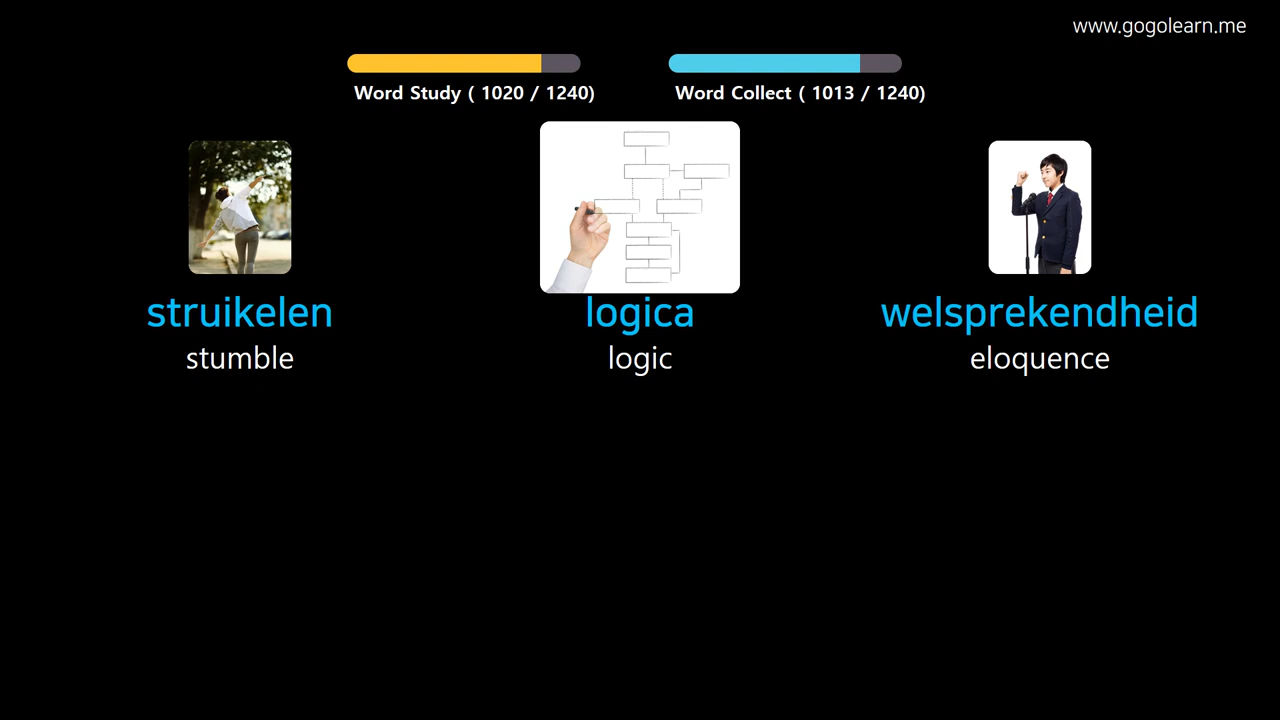 www.gogolearn.me
Word Study ( 1020 / 1240)
Word Collect ( 1013 / 1240)
struikelen
stumble
logica
logic
welsprekendheid
eloquence